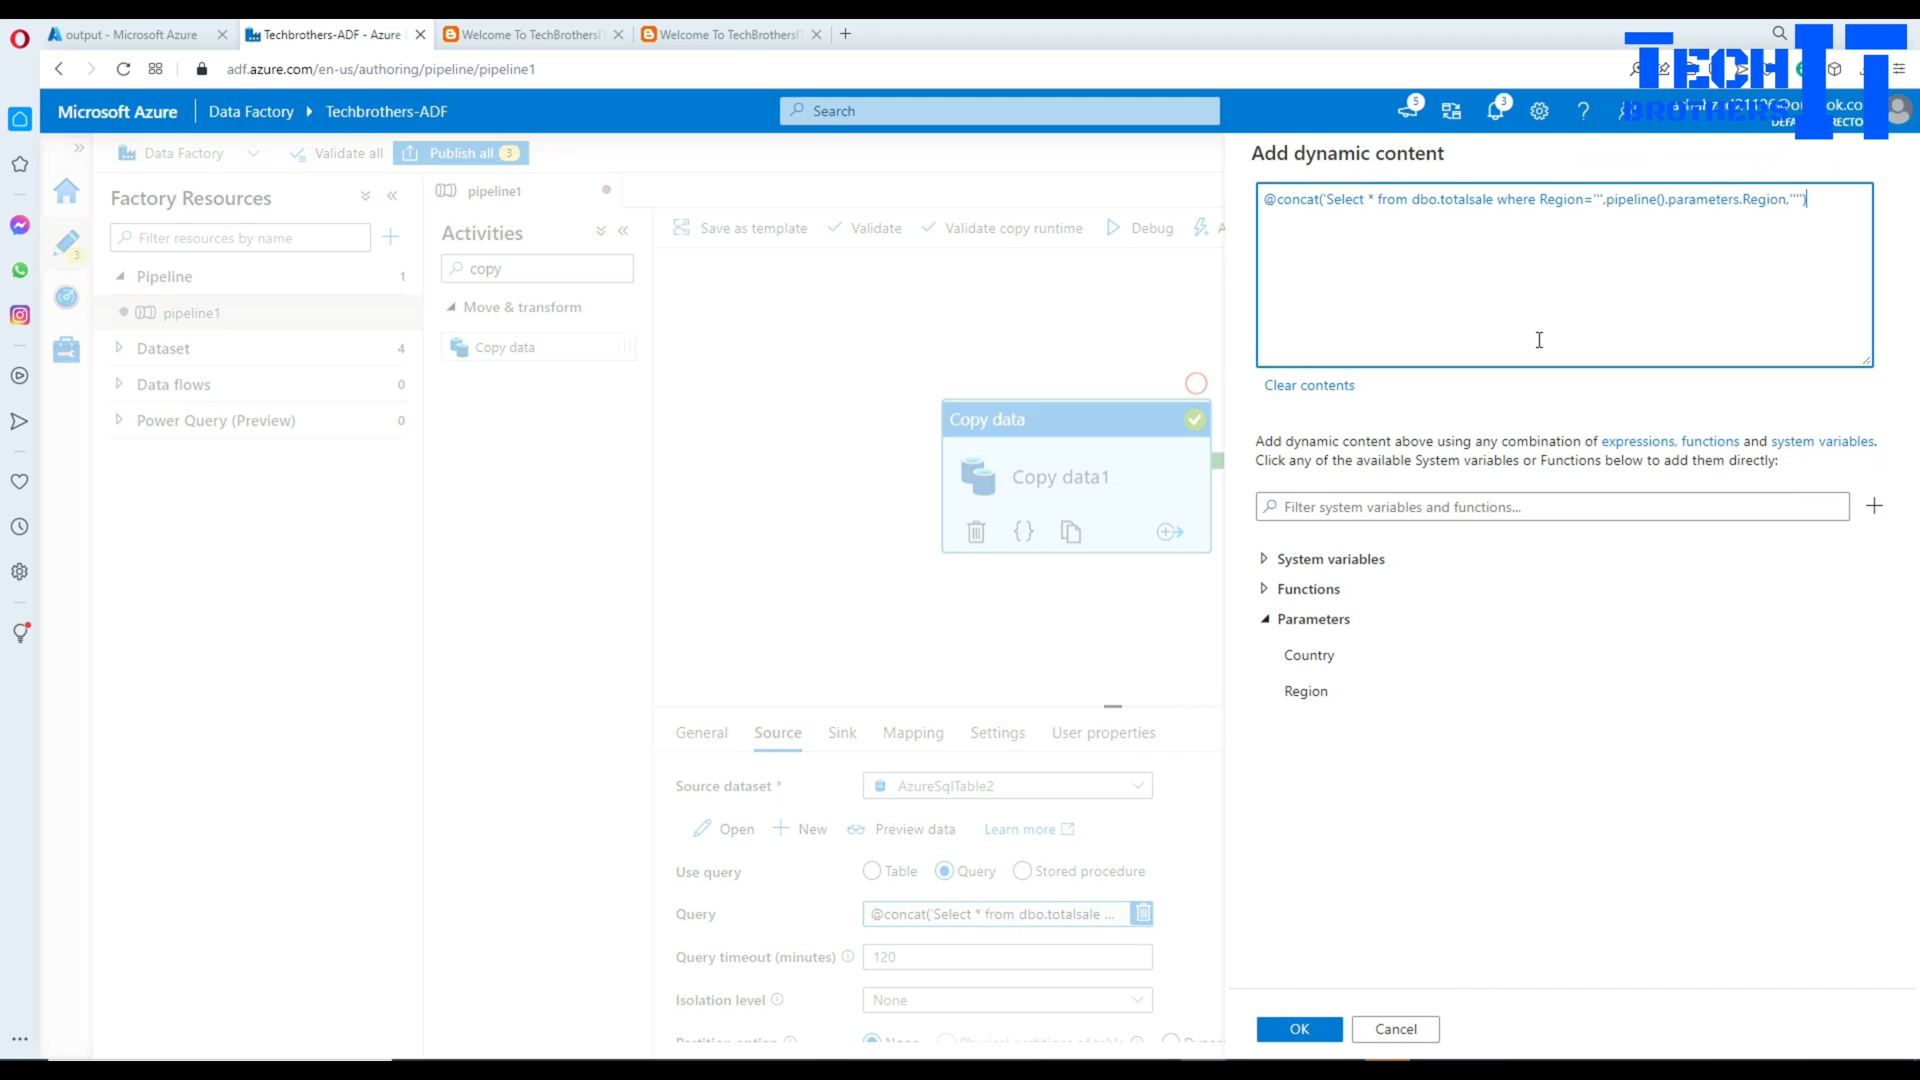 output - Microsoft Azure
Techbrothers-ADF - Azure
Welcome To TechBrothersI
Welcome To TechBrothersI
adf.azure.com/en-us/authoring/pipeline/pipeline1
TECH IT
BROTHERS
Microsoft Azure
Data Factory
Techbrothers-ADF
Search
5
3
Data Factory
Validate all
Publish all
3
Factory Resources
Filter resources by name
3
Pipeline
1
pipeline1
Dataset
4
Data flows
0
Power Query (Preview)
0
pipeline1
Activities
copy
Move & transform
Copy data
Save as template
Validate
Validate copy runtime
Debug
A
Copy data
Copy data1
General
Source
Sink
Mapping
Settings
User properties
Source dataset *
AzureSqlTable2
Open
New
Preview data
Learn more
Use query
Table
Query
Stored procedure
Query
@concat('Select * from dbo.totalsale ...
Query timeout (minutes)
120
Isolation level
None
Add dynamic content
@concat('Select * from dbo.totalsale where Region=''',pipeline().parameters.Region,'''')
Clear contents
Add dynamic content above using any combination of expressions, functions and system variables.
Click any of the available System variables or Functions below to add them directly:
Filter system variables and functions...
System variables
Functions
Parameters
Country
Region
OK
Cancel